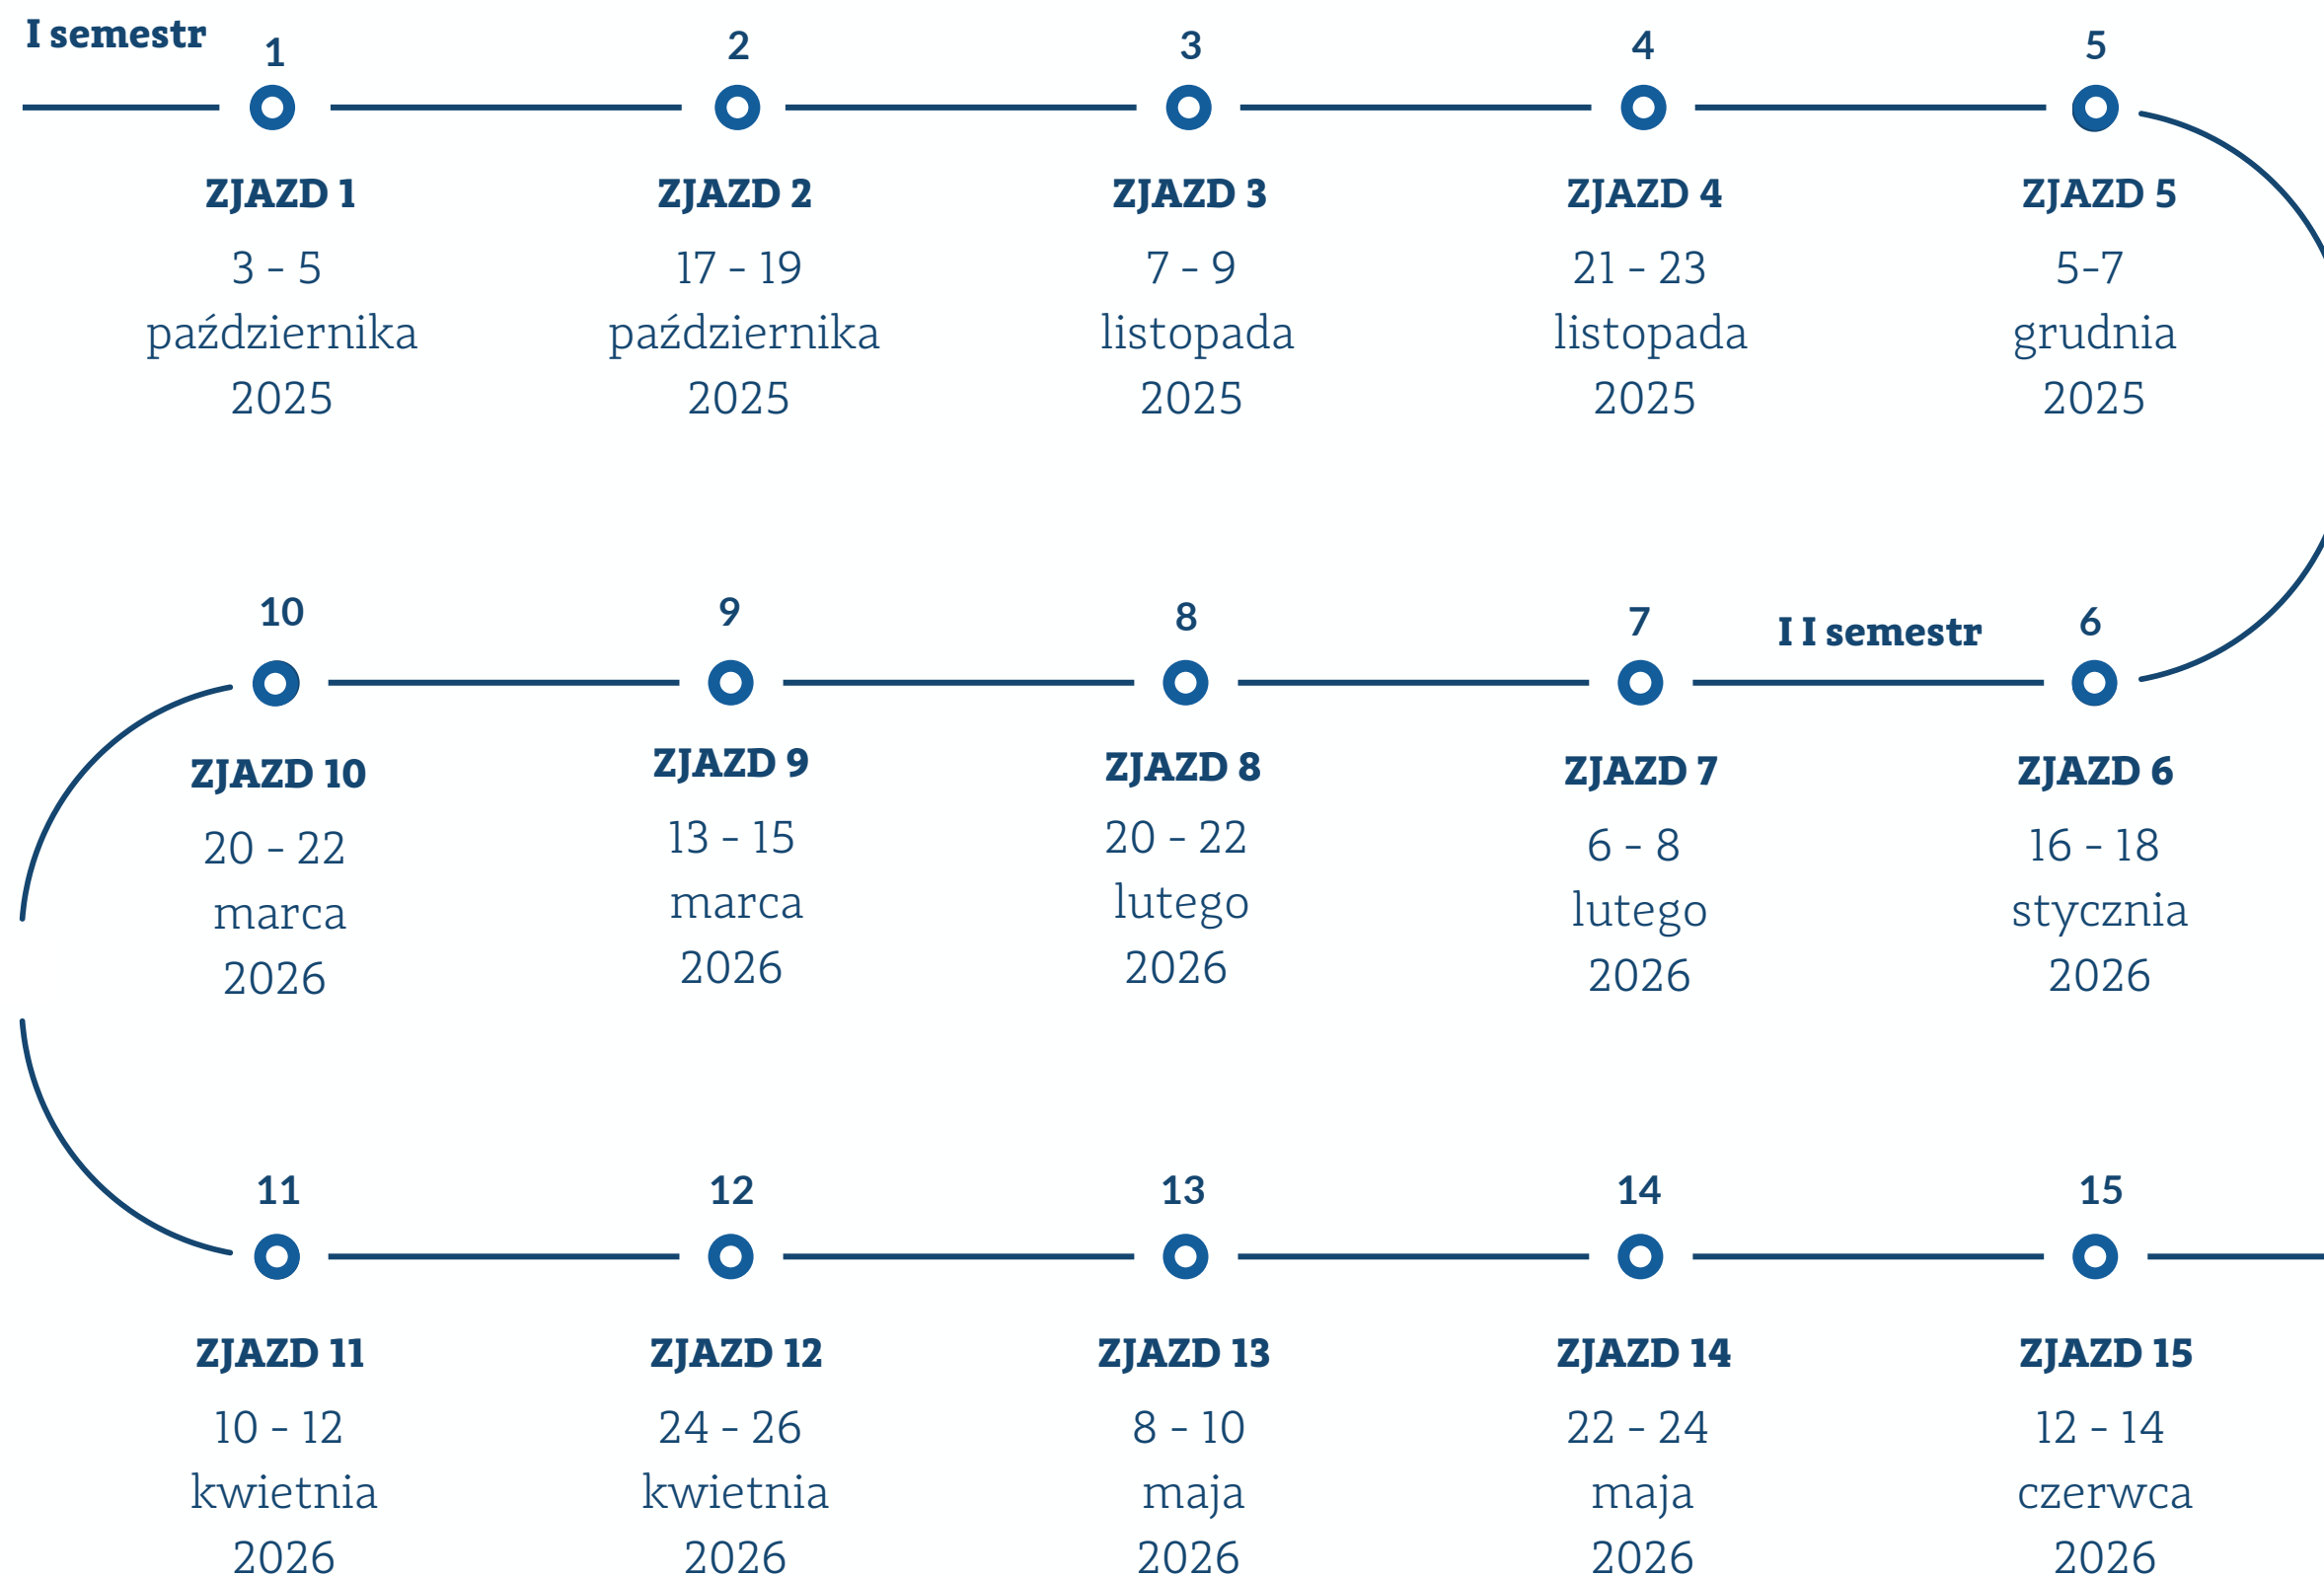 I semestr
1
2
3
4
5
ZJAZD 1
3 - 5
października
2025
ZJAZD 2
17 - 19
października
2025
ZJAZD 3
7 - 9
listopada
2025
ZJAZD 4
21 - 23
listopada
2025
ZJAZD 5
5-7
grudnia
2025
10
9
8
7
I I semestr
6
ZJAZD 10
20 - 22
marca
2026
ZJAZD 9
13 - 15
marca
2026
ZJAZD 8
20 - 22
lutego
2026
ZJAZD 7
6 - 8
lutego
2026
ZJAZD 6
16 - 18
stycznia
2026
11
12
13
14
15
ZJAZD 11
10 - 12
kwietnia
2026
ZJAZD 12
24 - 26
kwietnia
2026
ZJAZD 13
8 - 10
maja
2026
ZJAZD 14
22 - 24
maja
2026
ZJAZD 15
12 - 14
czerwca
2026